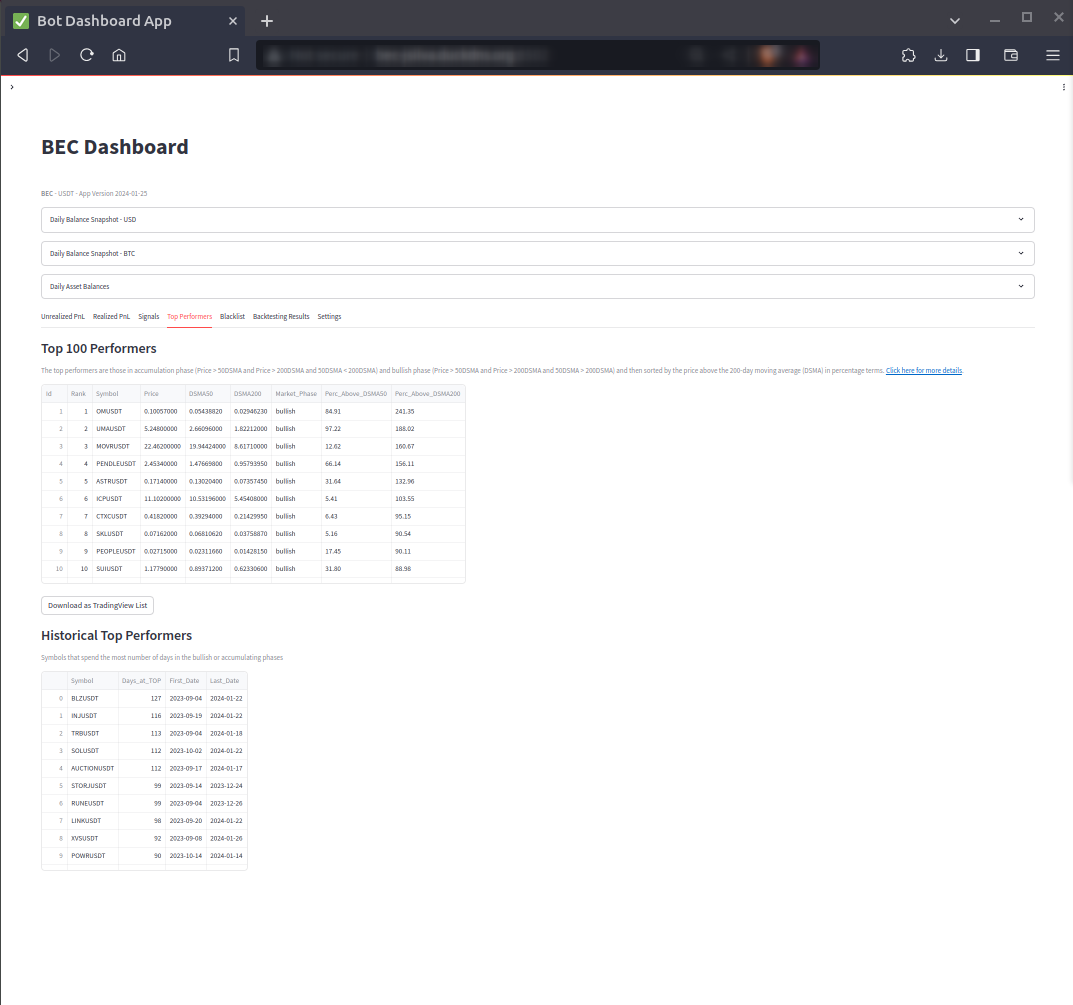 Bot Dashboard App
BEC Dashboard
BEC - USDT - App Version 2024-01-25
Daily Balance Snapshot - USD
Daily Balance Snapshot - BTC
Daily Asset Balances
Unrealized PnL Realized PnL Signals Top Performers Blacklist Backtesting Results Settings
Top 100 Performers
The top performers are those in accumulation phase (Price > 50DSMA and Price > 200DSMA and 50DSMA < 200DSMA) and bullish phase (Price > 50DSMA and Price > 200DSMA and 50DSMA > 200DSMA) and then sorted by the price above the 200-day moving average (DSMA) in percentage terms. Click here for more details
Id Rank Symbol Price DSMA50 DSMA200 Market_Phase Perc_Above_DSMA50 Perc_Above_DSMA200
1 1 OMUSDT 0.10057000 0.05438820 0.02946230 bullish 84.91 241.35
2 2 UMAUSDT 5.24800000 2.66096000 1.82212000 bullish 97.22 188.02
3 3 MOVRUSDT 22.46200000 19.94424000 8.61710000 bullish 12.62 160.67
4 4 PENDLEUSDT 2.45340000 1.47669800 0.95793950 bullish 66.14 156.11
5 5 ASTRUSDT 0.17140000 0.13020400 0.07357450 bullish 31.64 132.96
6 6 ICPUSDT 11.10200000 10.53196000 5.45408000 bullish 5.41 103.55
7 7 CTXCUSDT 0.41820000 0.39294000 0.21429950 bullish 6.43 95.15
8 8 SKLUSDT 0.07162000 0.06810620 0.03758870 bullish 5.16 90.54
9 9 PEOPLEUSDT 0.02715000 0.02311660 0.01428150 bullish 17.45 90.11
10 10 SUIUSDT 1.17790000 0.89371200 0.62330600 bullish 31.80 88.98
Download as TradingView List
Historical Top Performers
Symbols that spend the most number of days in the bullish or accumulating phases
Symbol Days_at_TOP First_Date Last_Date
0 BLZUSDT 127 2023-09-04 2024-01-22
1 INJUSDT 116 2023-09-19 2024-01-22
2 TRBUSDT 113 2023-09-04 2024-01-18
3 SOLUSDT 112 2023-10-02 2024-01-22
4 AUCTIONUSDT 112 2023-09-17 2024-01-17
5 STORJUSDT 99 2023-09-14 2023-12-24
6 RUNEUSDT 99 2023-09-04 2023-12-26
7 LINKUSDT 98 2023-09-20 2024-01-22
8 XVSUSDT 92 2023-09-08 2024-01-26
9 POWRUSDT 90 2023-10-14 2024-01-14